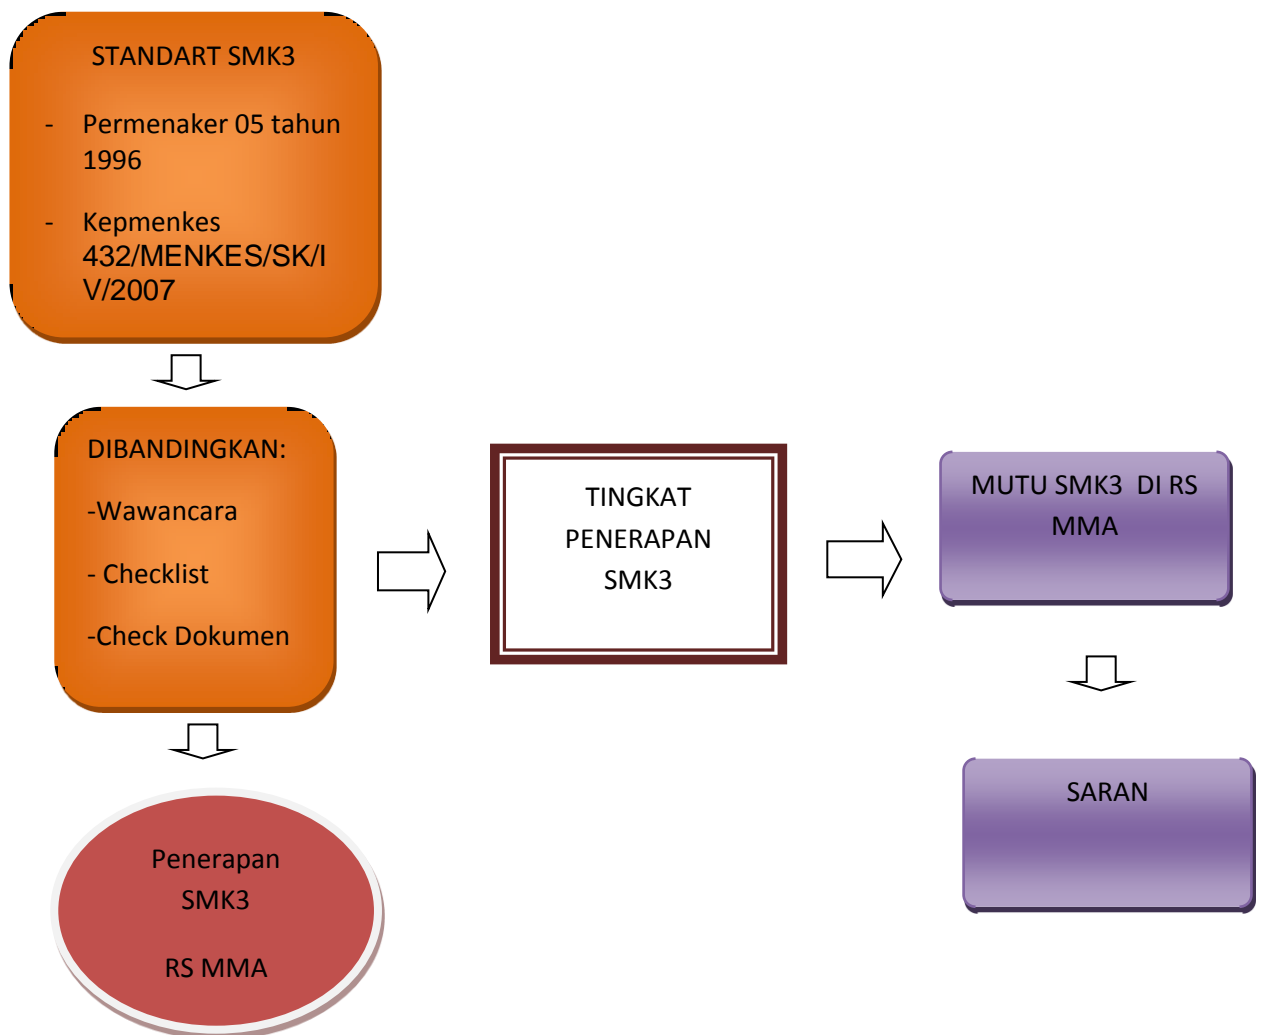 STANDART SMK3
- Permenaker 05 tahun
1996
- Kepmenkes
432/MENKES/SK/I
V/2007
DIBANDINGKAN:
-Wawancara
- Checklist
-Check Dokumen
TINGKAT
PENERAPAN
SMK3
MUTU SMK3 DI RS
MMA
SARAN
Penerapan
SMK3
RS MMA